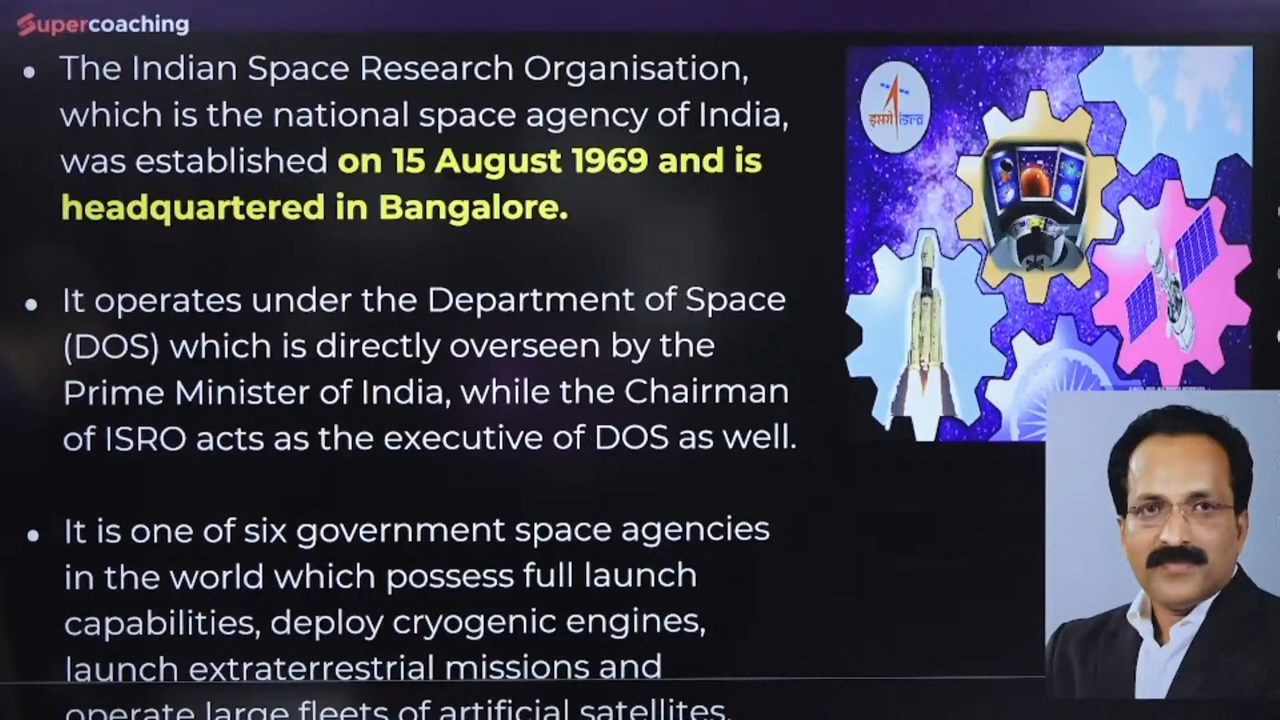 Supercoaching
• The Indian Space Research Organisation,
which is the national space agency of India,
was established on 15 August 1969 and is
headquartered in Bangalore.
• It operates under the Department of Space
(DOS) which is directly overseen by the
Prime Minister of India, while the Chairman
of ISRO acts as the executive of DOS as well.
• It is one of six government space agencies
in the world which possess full launch
capabilities, deploy cryogenic engines,
launch extraterrestrial missions and
operate large fleets of artificial satellites.
इसरो isro